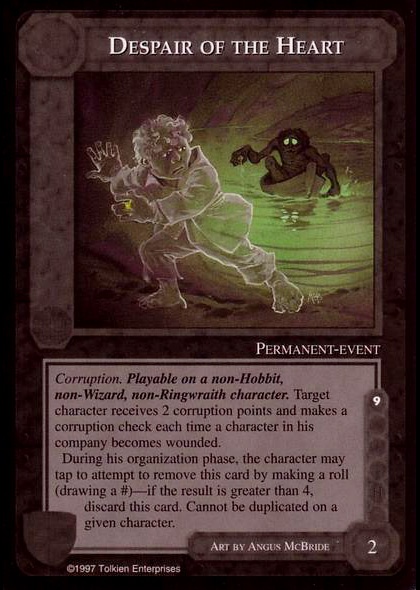 DESPAIR OF THE HEART
PERMANENT-EVENT
Corruption. Playable on a non-Hobbit,
non-Wizard, non-Ringwraith character. Target
character receives 2 corruption points and makes a
corruption check each time a character in his
company becomes wounded.
During his organization phase, the character may
tap to attempt to remove this card by making a roll
(drawing a #)—if the result is greater than 4,
discard this card. Cannot be duplicated on a
given character.
9
ART BY ANGUS MCBRIDE
2
©1997 Tolkien Enterprises